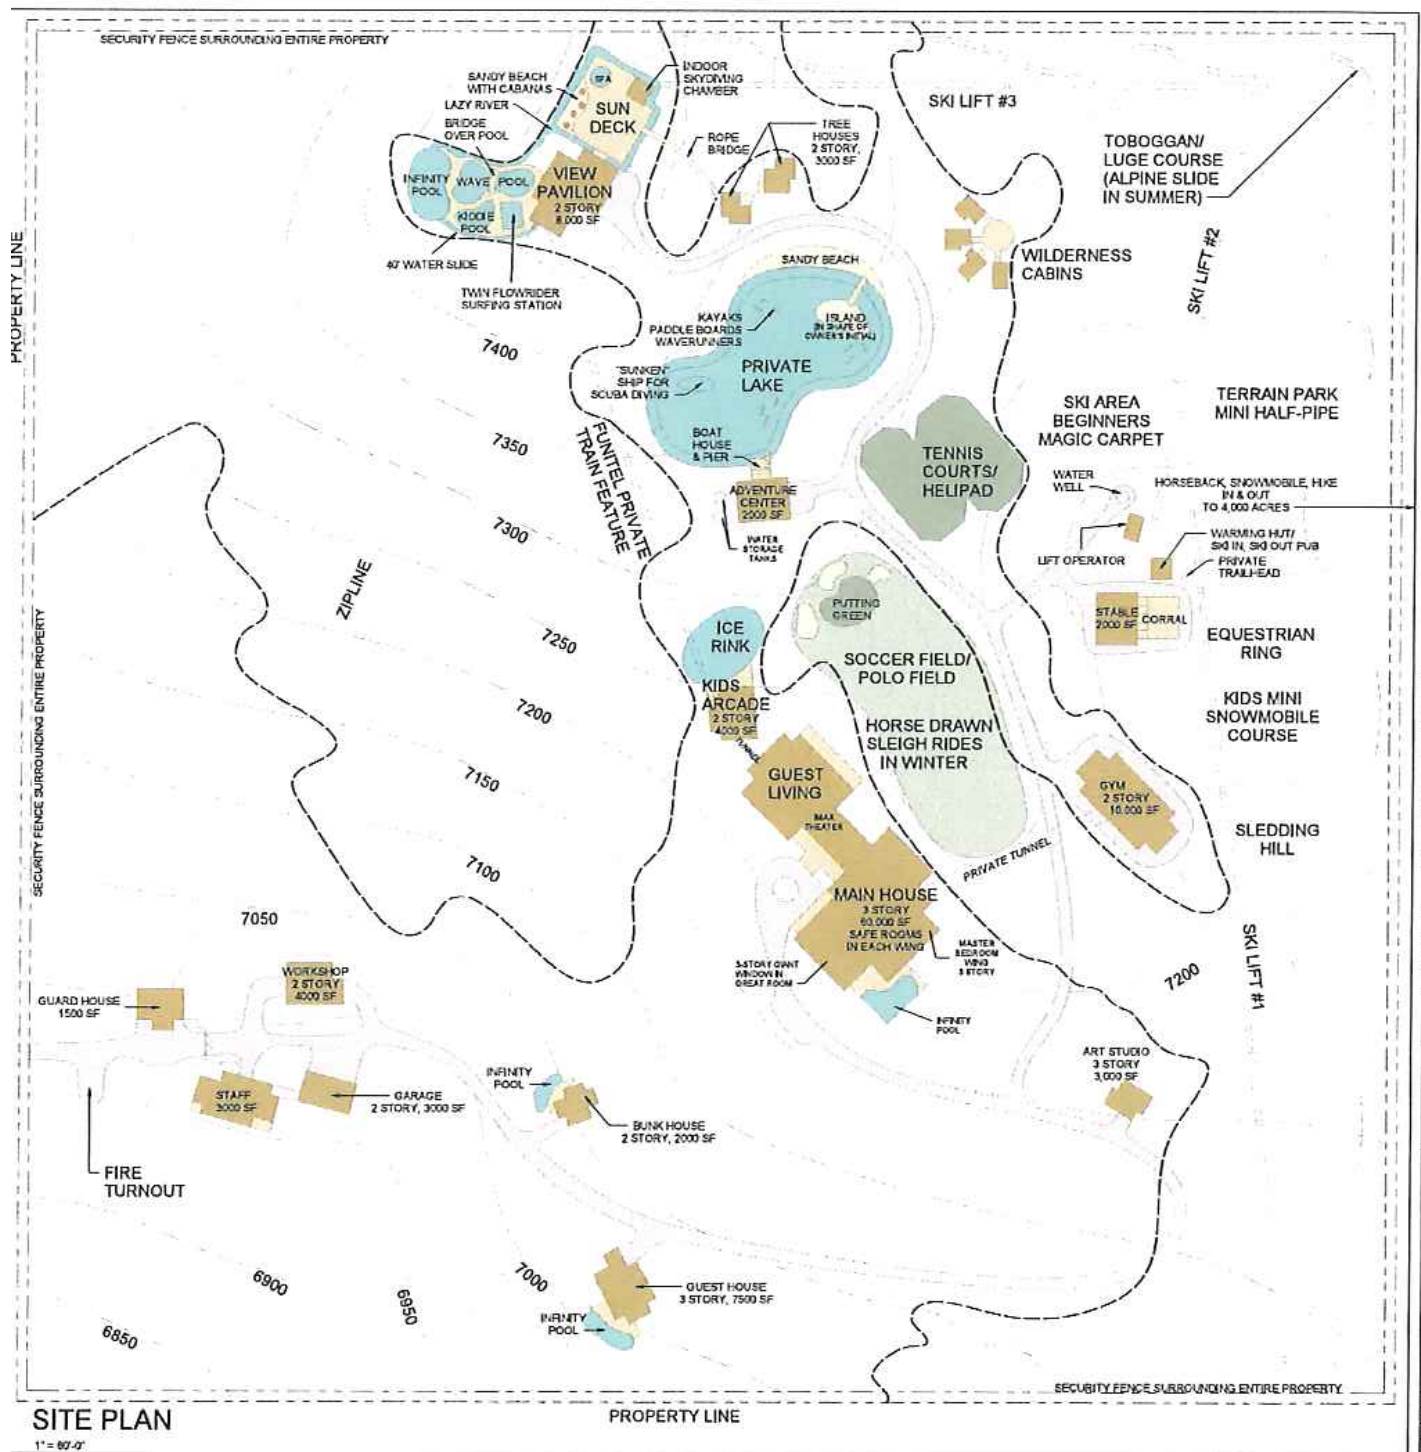 SECURITY FENCE SURROUNDING ENTIRE PROPERTY
SANDY BEACH
WITH CABANAS
LAZY RIVER
BRIDGE
OVER POOL
SPA
SUN
DECK
INDOOR
SKYDIVING
CHAMBER
ROPE
BRIDGE
TREE
HOUSES
2 STORY,
3000 SF
SKI LIFT #3
TOBOGGAN/
LUGE COURSE
(ALPINE SLIDE
IN SUMMER)
INFINITY
POOL
WAVE
POOL
KIDDIE
POOL
VIEW
PAVILION
2 STORY
8,000 SF
40' WATER SLIDE
TWIN FLOWRIDER
SURFING STATION
WILDERNESS
CABINS
SKI LIFT #2
PROPERTY LINE
SANDY BEACH
KAYAKS
PADDLE BOARDS
WAVERUNNERS
ISLAND
(IN SHAPE OF
OWNER'S INITIAL)
"SUNKEN"
SHIP FOR
SCUBA DIVING
PRIVATE
LAKE
BOAT
HOUSE
& PIER
7400
7350
7300
FUNITEL PRIVATE
TRAIN FEATURE
ADVENTURE
CENTER
2000 SF
WATER
STORAGE
TANKS
TENNIS
COURTS/
HELIPAD
SKI AREA
BEGINNERS
MAGIC CARPET
TERRAIN PARK
MINI HALF-PIPE
WATER
WELL
HORSEBACK, SNOWMOBILE, HIKE
IN & OUT
TO 4,000 ACRES
LIFT OPERATOR
WARMING HUT/
SKI IN, SKI OUT PUB
PRIVATE
TRAILHEAD
STABLE
2000 SF
CORRAL
EQUESTRIAN
RING
KIDS MINI
SNOWMOBILE
COURSE
ZIPLINE
SECURITY FENCE SURROUNDING ENTIRE PROPERTY
7250
7200
7150
7100
7050
ICE
RINK
KIDS
ARCADE
2 STORY
4000 SF
TUNNEL
PUTTING
GREEN
SOCCER FIELD/
POLO FIELD
HORSE DRAWN
SLEIGH RIDES
IN WINTER
GUEST
LIVING
IMAX
THEATER
GYM
2 STORY
10,000 SF
SLEDDING
HILL
PRIVATE TUNNEL
MAIN HOUSE
3 STORY
60,000 SF
SAFE ROOMS
IN EACH WING
3-STORY GIANT
WINDOW IN
GREAT ROOM
MASTER
BEDROOM
WING
3 STORY
INFINITY
POOL
7200
SKI LIFT #1
WORKSHOP
2 STORY
4000 SF
GUARD HOUSE
1500 SF
STAFF
3000 SF
GARAGE
2 STORY, 3000 SF
FIRE
TURNOUT
INFINITY
POOL
BUNK HOUSE
2 STORY, 2000 SF
ART STUDIO
3 STORY
3,000 SF
6850
6900
6950
7000
GUEST HOUSE
3 STORY, 7500 SF
INFINITY
POOL
SECURITY FENCE SURROUNDING ENTIRE PROPERTY
SITE PLAN
PROPERTY LINE
1" = 60'-0"